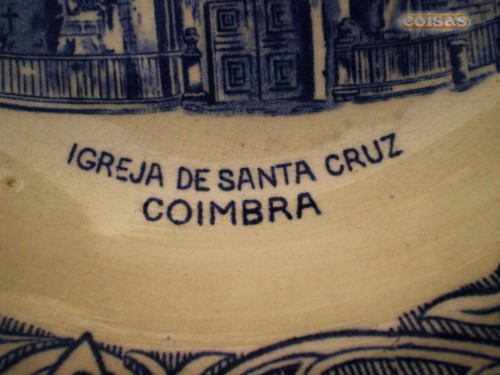 coisas
IGREJA DE SANTA CRUZ
COIMBRA